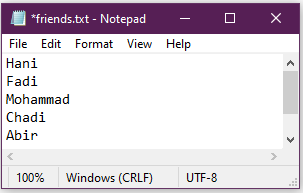 *friends.txt - Notepad
File Edit Format View Help
Hani
Fadi
Mohammad
Chadi
Abir
100% Windows (CRLF) UTF-8